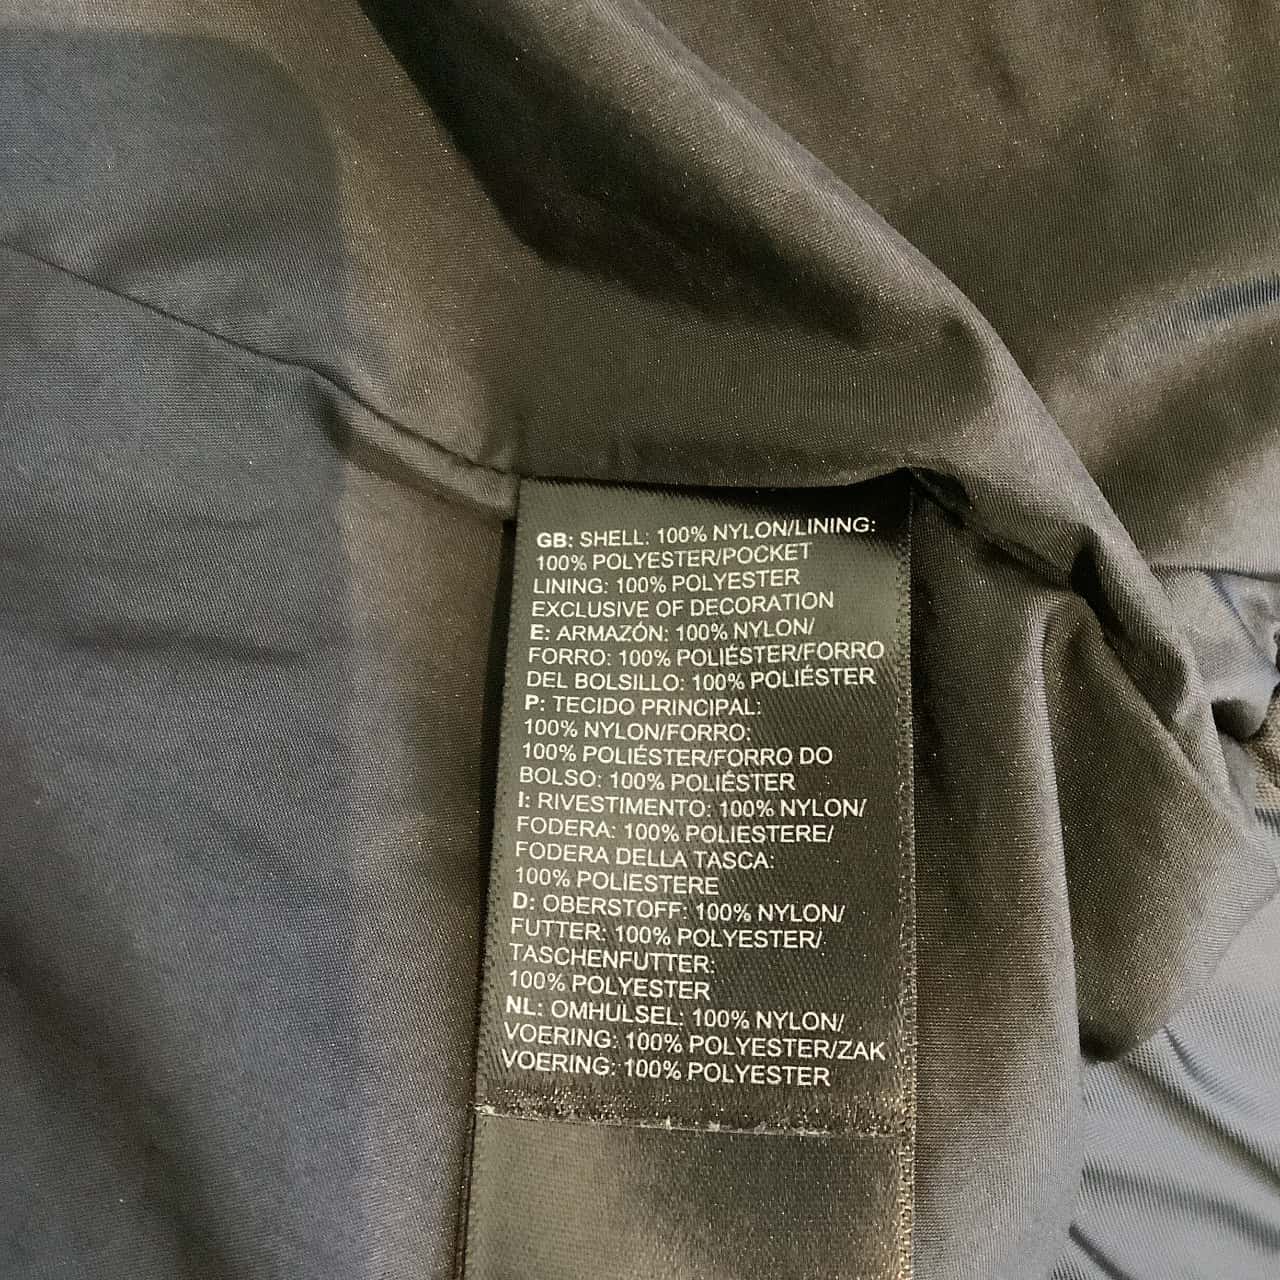 GB: SHELL: 100% NYLON/LINING:
100% POLYESTER/POCKET
LINING: 100% POLYESTER
EXCLUSIVE OF DECORATION
E: ARMAZÓN: 100% NYLON/
FORRO: 100% POLIÉSTER/FORRO
DEL BOLSILLO: 100% POLIÉSTER
P: TECIDO PRINCIPAL:
100% NYLON/FORRO:
100% POLIÉSTER/FORRO DO
BOLSO: 100% POLIÉSTER
I: RIVESTIMENTO: 100% NYLON/
FODERA: 100% POLIESTERE/
FODERA DELLA TASCA:
100% POLIESTERE
D: OBERSTOFF: 100% NYLON/
FUTTER: 100% POLYESTER/
TASCHENFUTTER:
100% POLYESTER
NL: OMHULSEL: 100% NYLON/
VOERING: 100% POLYESTER/ZAK
VOERING: 100% POLYESTER